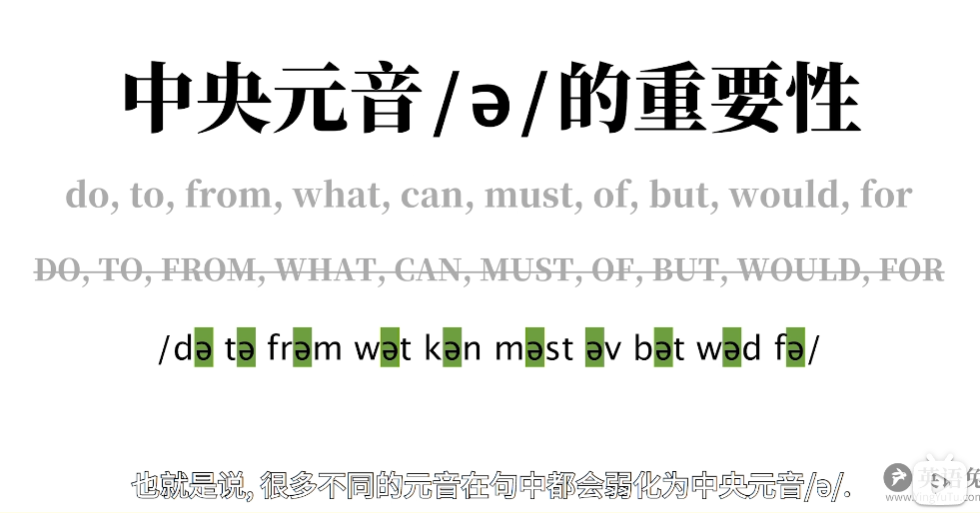 中央元音/ə/的重要性
do, to, from, what, can, must, of, but, would, for
DO, TO, FROM, WHAT, CAN, MUST, OF, BUT, WOULD, FOR
/də tə frəm wət kən məst əv bət wəd fə/
也就是说, 很多不同的元音在句中都会弱化为中央元音/ə/.
英语兔